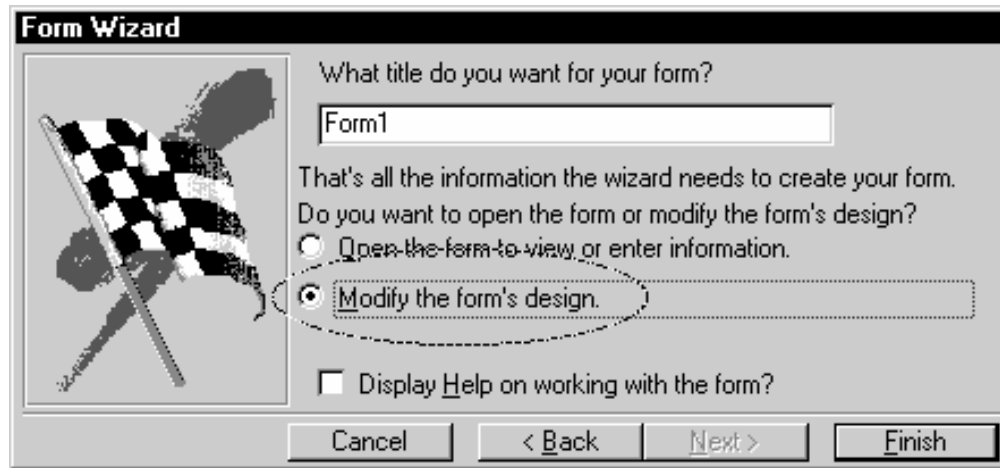 Form Wizard
What title do you want for your form?
Form1
That's all the information the wizard needs to create your form.
Do you want to open the form or modify the form's design?
Open the form to view or enter information.
Modify the form's design.
Display Help on working with the form?
Cancel < Back Next > Finish